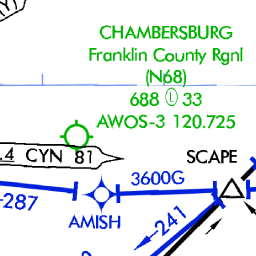 CHAMBERSBURG
Franklin County Rgnl
(N68)
688 Ⓛ 33
AWOS-3 120.725
.4 CYN 81
SCAPE
3600G
-287
AMISH
-241